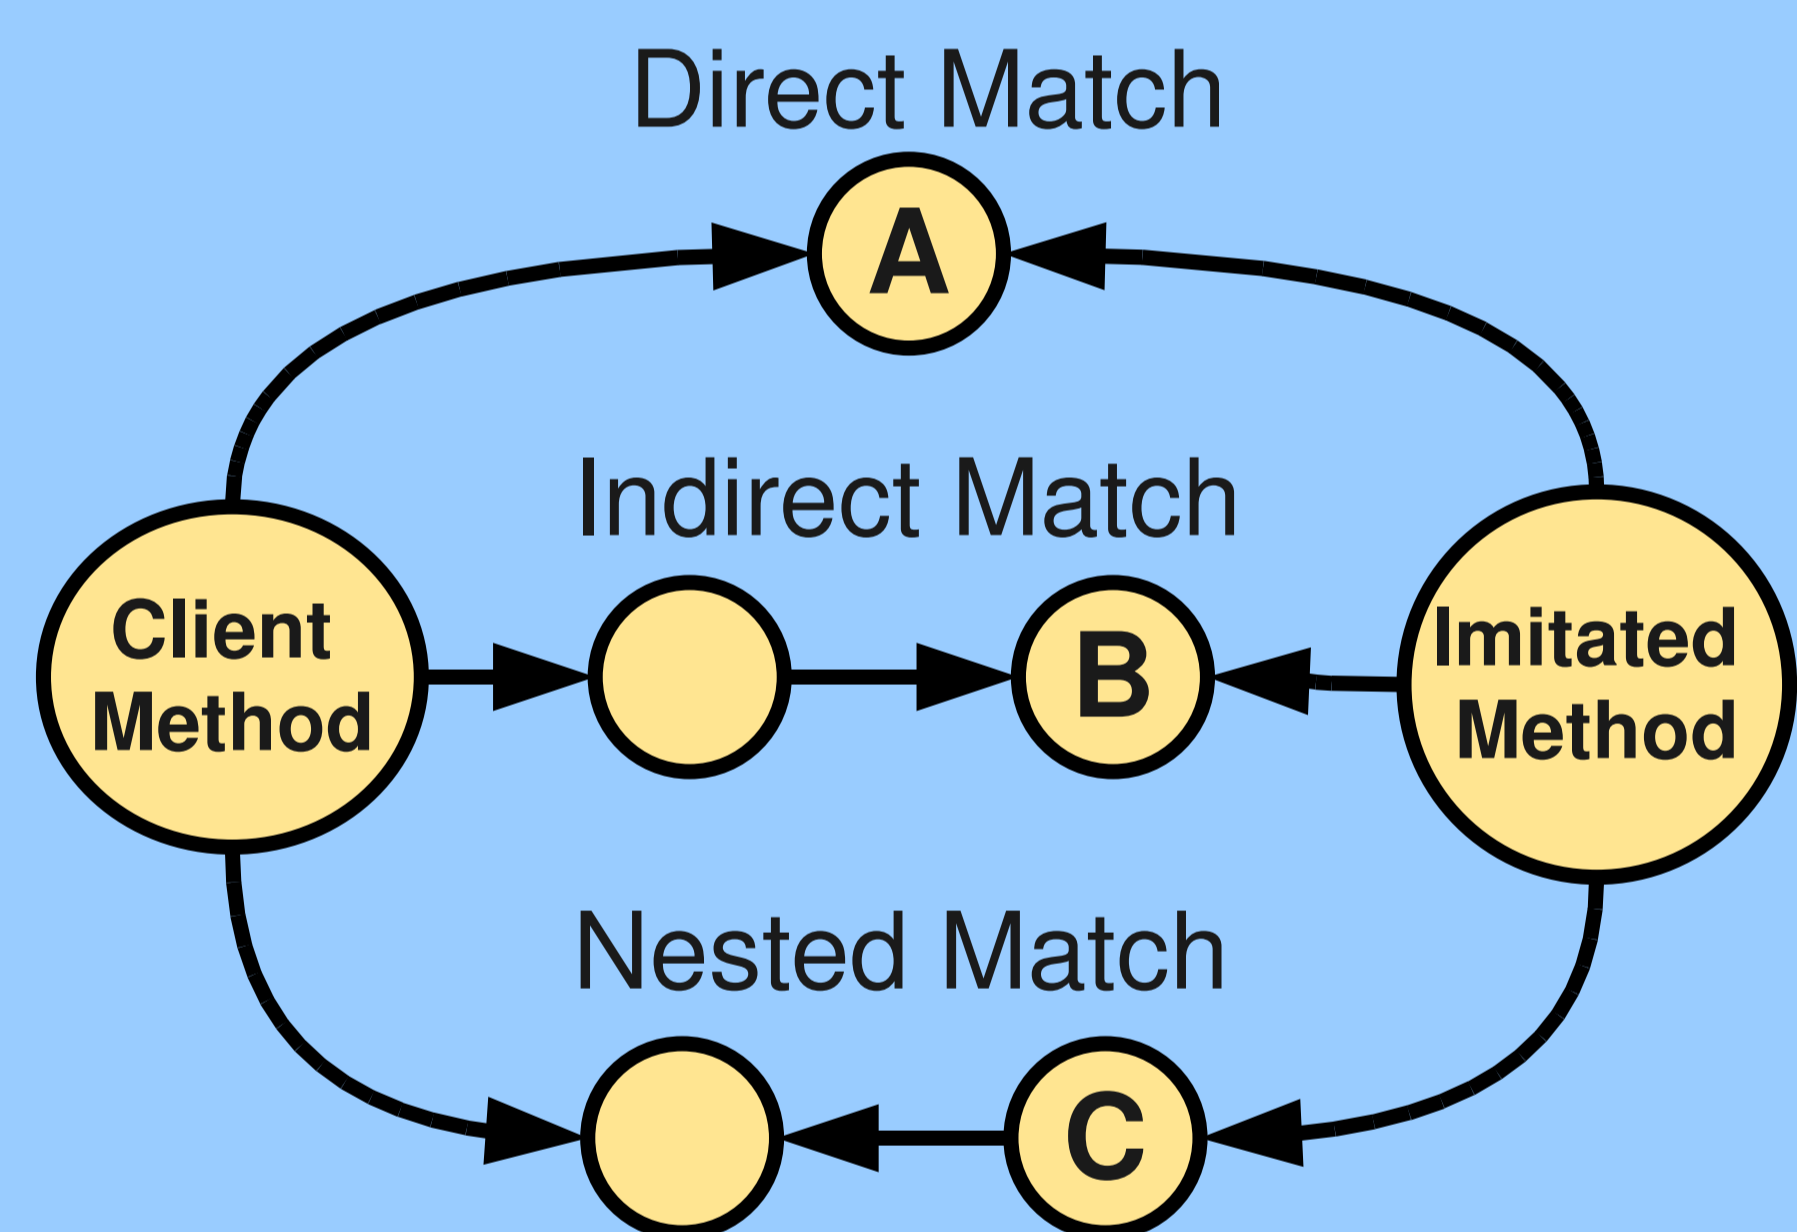 Direct Match
A
Indirect Match
Client
Method
B
Imitated
Method
Nested Match
C